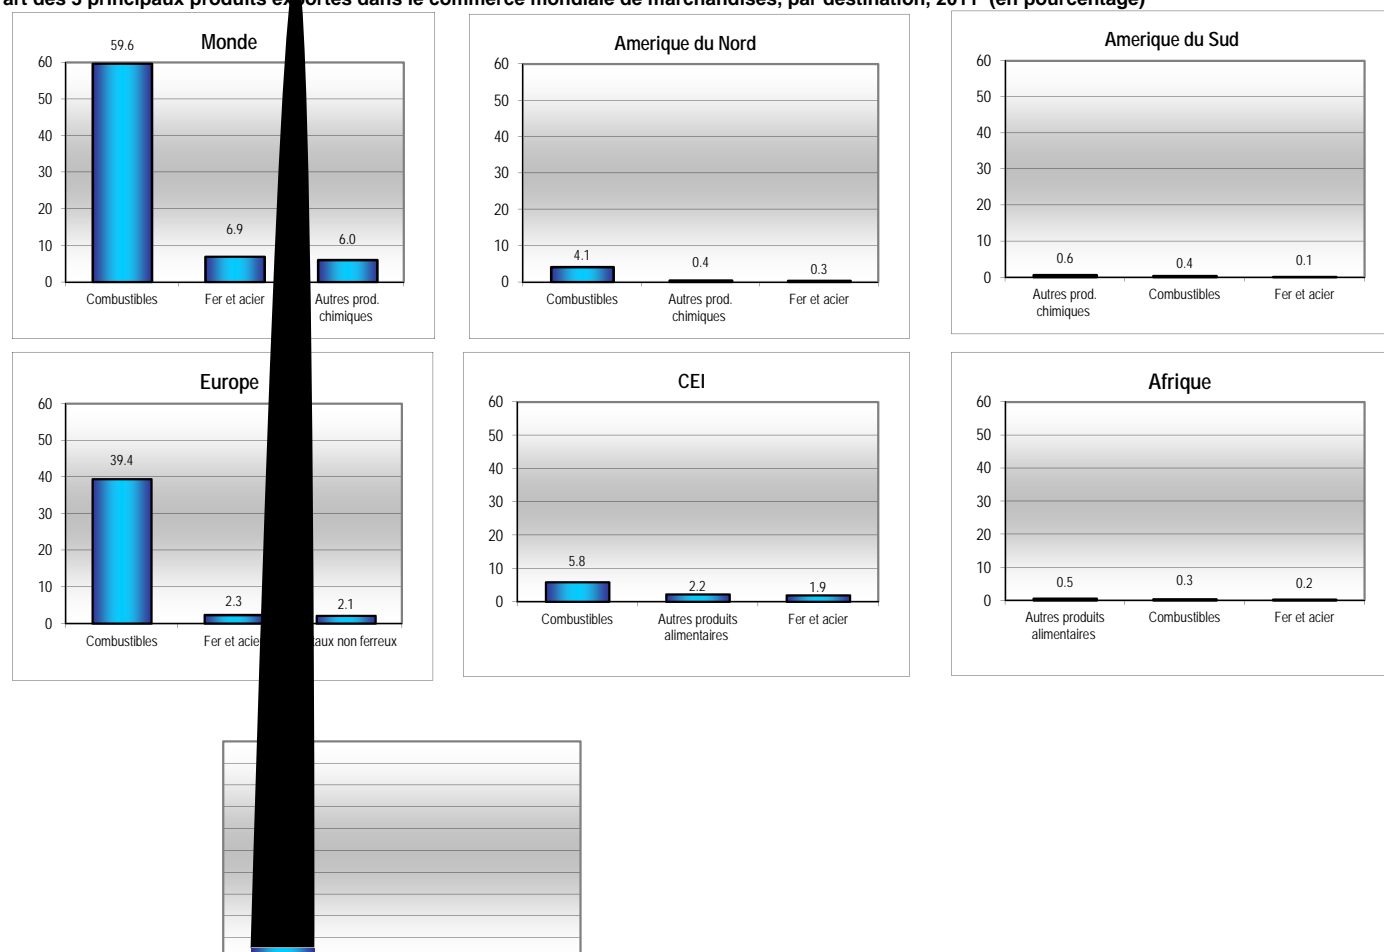 art des 3 principaux produits exportés dans le commerce mondiale de marchandises, par destination, 2011 (en pourcentage)
Monde
60
50
40
30
20
10
0
59.6
6.9
6.0
Combustibles
Fer et acier
Autres prod.
chimiques
Amerique du Nord
60
50
40
30
20
10
0
4.1
0.4
0.3
Combustibles
Autres prod.
chimiques
Fer et acier
Amerique du Sud
60
50
40
30
20
10
0
0.6
0.4
0.1
Autres prod.
chimiques
Combustibles
Fer et acier
Europe
60
50
40
30
20
10
0
39.4
2.3
2.1
Combustibles
Fer et acie
aux non ferreux
CEI
60
50
40
30
20
10
0
5.8
2.2
1.9
Combustibles
Autres produits
alimentaires
Fer et acier
Afrique
60
50
40
30
20
10
0
0.5
0.3
0.2
Autres produits
alimentaires
Combustibles
Fer et acier